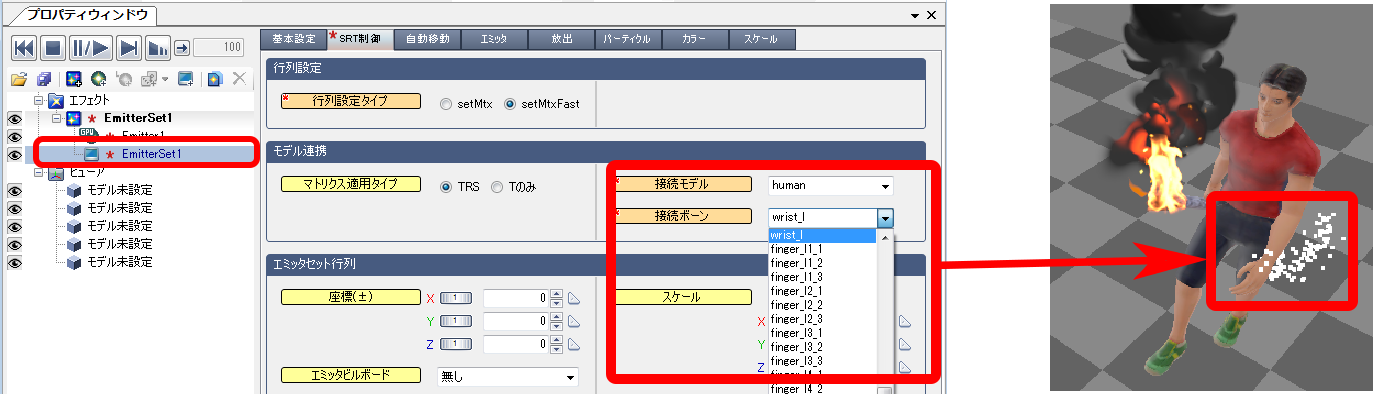 プロパティウィンドウ
100
エフェクト
* EmitterSet1
GPU * Emitter1
* EmitterSet1
ビューア
モデル未設定
モデル未設定
モデル未設定
モデル未設定
モデル未設定
基本設定
*SRT制御
自動移動
エミッタ
放出
パーティクル
カラー
スケール
行列設定
* 行列設定タイプ
setMtx
setMtxFast
モデル連携
マトリクス適用タイプ
TRS
Tのみ
* 接続モデル
human
* 接続ボーン
wrist_l
wrist_l
finger_l1_1
finger_l1_2
finger_l1_3
finger_l2_1
finger_l2_2
finger_l2_3
finger_l3_1
finger_l3_2
finger_l3_3
finger_l4_1
finger_l4_2
エミッタセット行列
座標(±)
X 1 0
Y 1 0
Z 1 0
スケール
X
Y
Z
エミッタビルボード
無し